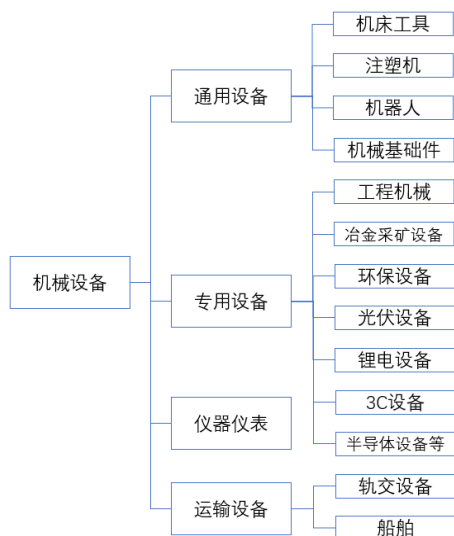 机械设备
通用设备
机床工具
注塑机
机器人
机械基础件
专用设备
工程机械
冶金采矿设备
环保设备
光伏设备
锂电设备
3C设备
半导体设备等
仪器仪表
运输设备
轨交设备
船舶